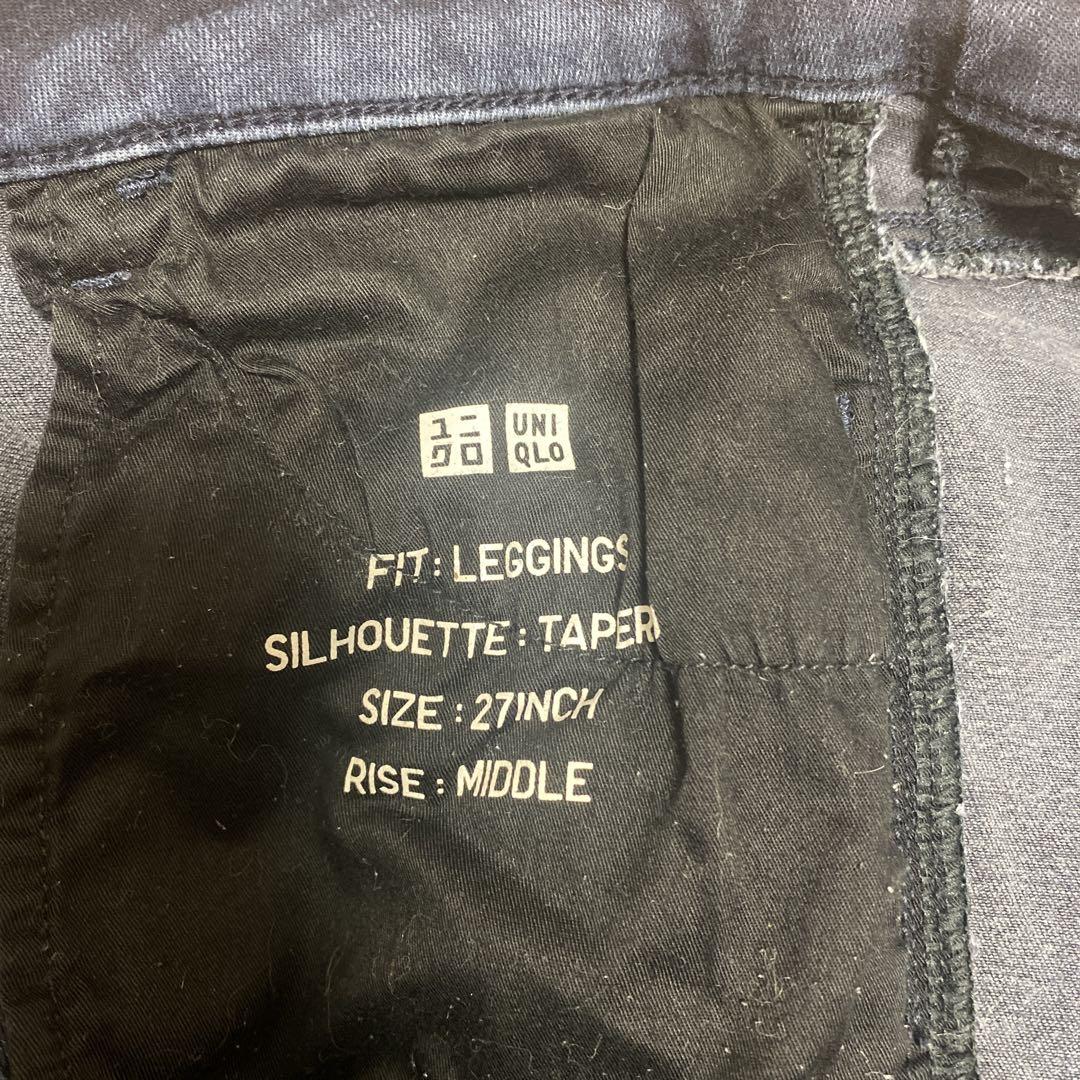 ユニ UNI
クロ QLO
FIT : LEGGINGS
SILHOUETTE : TAPER
SIZE : 27INCH
RISE : MIDDLE